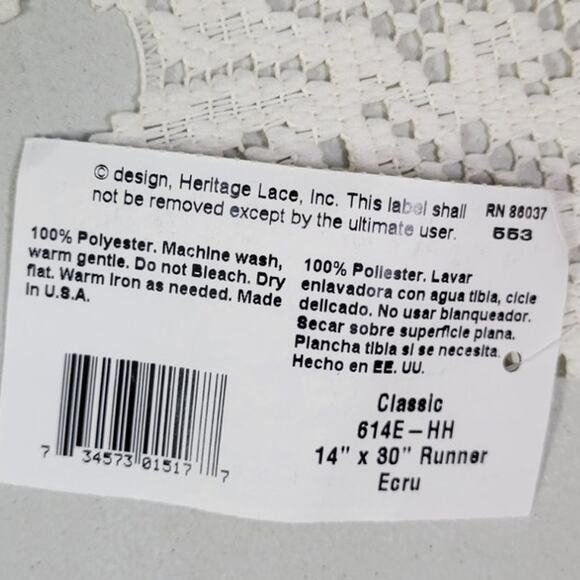 © design, Heritage Lace, Inc. This label shall
not be removed except by the ultimate user.
RN 86037
553
100% Polyester. Machine wash,
warm gentle. Do not Bleach. Dry
flat. Warm Iron as needed. Made
in U.S.A.
100% Poliester. Lavar
enlavadora con agua tibia, cicle
delicado. No usar blanqueador.
Secar sobre superficie plana.
Plancha tibia si se necesita.
Hecho en EE. UU.
7 34573 01517 7
Classic
614E-HH
14" x 30" Runner
Ecru